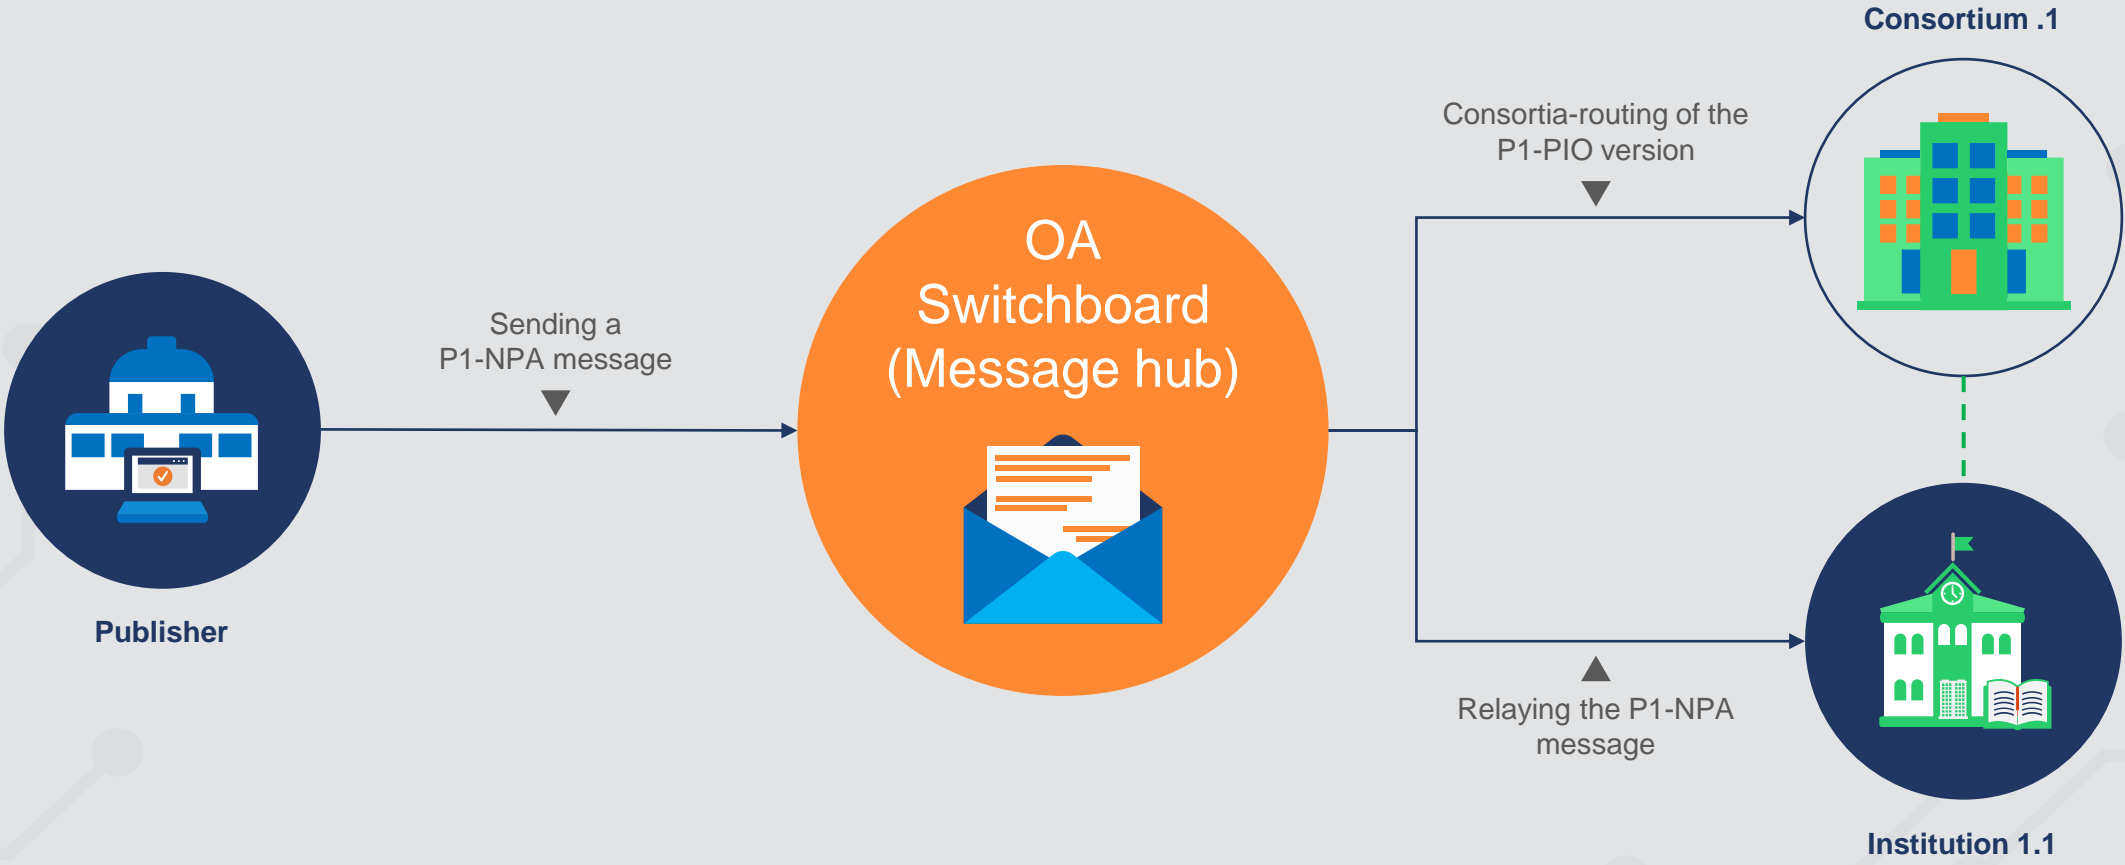 Consortium .1
Consortia-routing of the
P1-PIO version
OA
Switchboard
(Message hub)
Sending a
P1-NPA message
Publisher
Relaying the P1-NPA
message
Institution 1.1